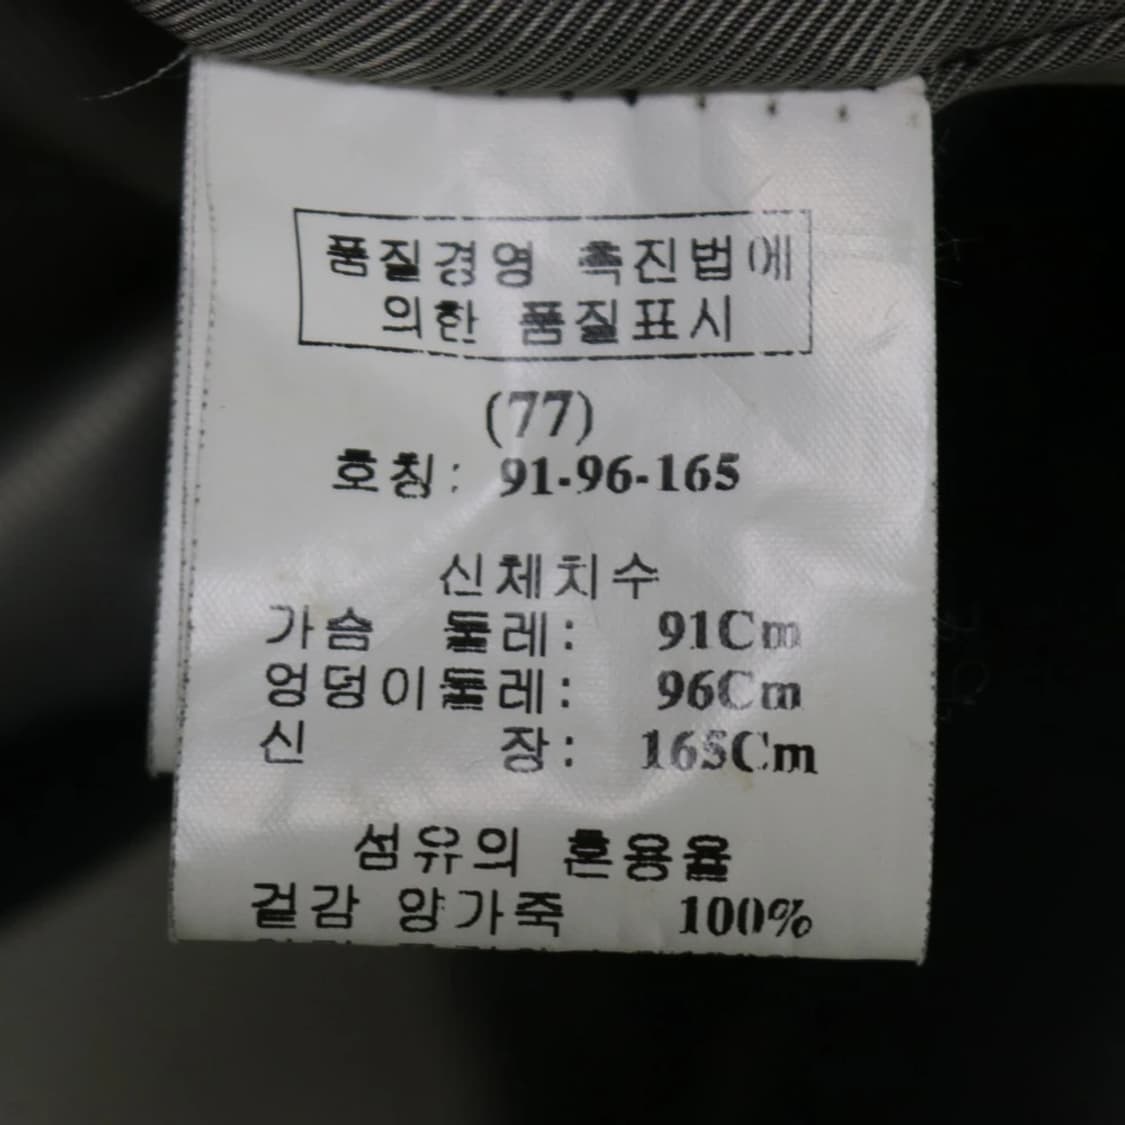 품질경영 촉진법에
의한 품질표시
(77)
호칭: 91-96-165
신체치수
가슴 둘레: 91Cm
엉덩이둘레: 96Cm
신 장: 165Cm
섬유의 혼용율
겉감 양가죽 100%